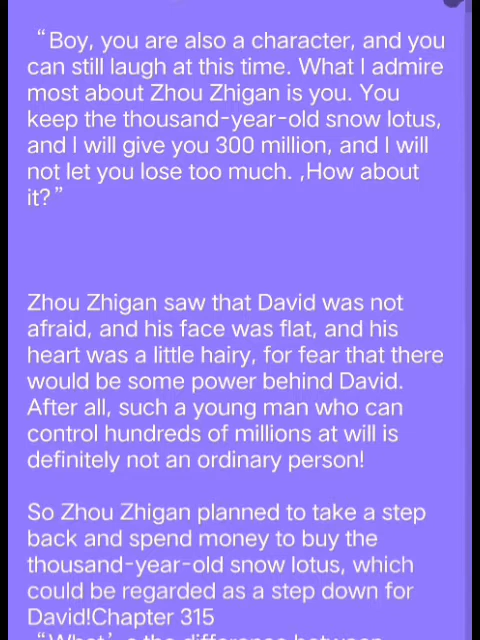 “Boy, you are also a character, and you
can still laugh at this time. What I admire
most about Zhou Zhigan is you. You
keep the thousand-year-old snow lotus,
and I will give you 300 million, and I will
not let you lose too much. ,How about
it?”
Zhou Zhigan saw that David was not
afraid, and his face was flat, and his
heart was a little hairy, for fear that there
would be some power behind David.
After all, such a young man who can
control hundreds of millions at will is
definitely not an ordinary person!
So Zhou Zhigan planned to take a step
back and spend money to buy the
thousand-year-old snow lotus, which
could be regarded as a step down for
David!Chapter 315
“What’s the difference between